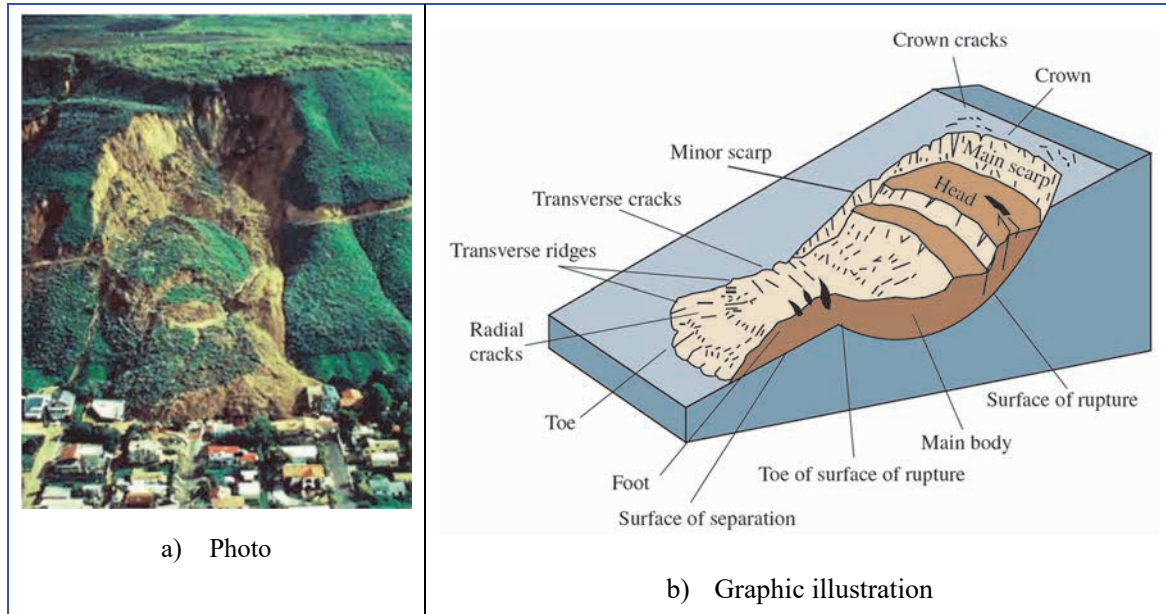 Crown cracks
Crown
Minor scarp
Main scarp
Head
Transverse cracks
Transverse ridges
Radial
cracks
Toe
Surface of rupture
Main body
Toe of surface of rupture
Foot
Surface of separation
a) Photo
b) Graphic illustration